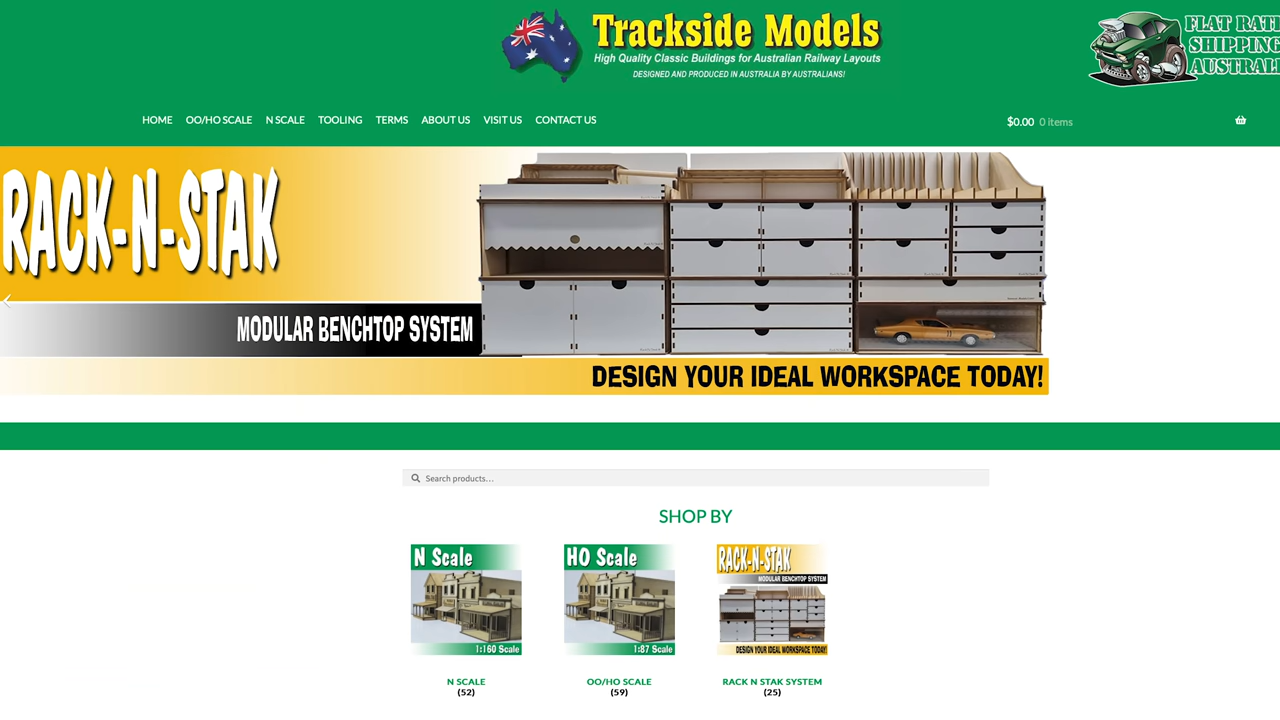 Trackside Models
High Quality Classic Buildings for Australian Railway Layouts
DESIGNED AND PRODUCED IN AUSTRALIA BY AUSTRALIANS!
FLAT RAT
SHIPPING
AUSTRALI
HOME OO/HO SCALE N SCALE TOOLING TERMS ABOUT US VISIT US CONTACT US
$0.00 0 items
RACK-N-STAK
MODULAR BENCHTOP SYSTEM
DESIGN YOUR IDEAL WORKSPACE TODAY!
Search products…
SHOP BY
N Scale
1:160 Scale
HO Scale
1:87 Scale
RACK-N-STAK
MODULAR BENCHTOP SYSTEM
DESIGN YOUR IDEAL WORKSPACE TODAY!
N SCALE
(52)
OO/HO SCALE
(59)
RACK N STAK SYSTEM
(25)